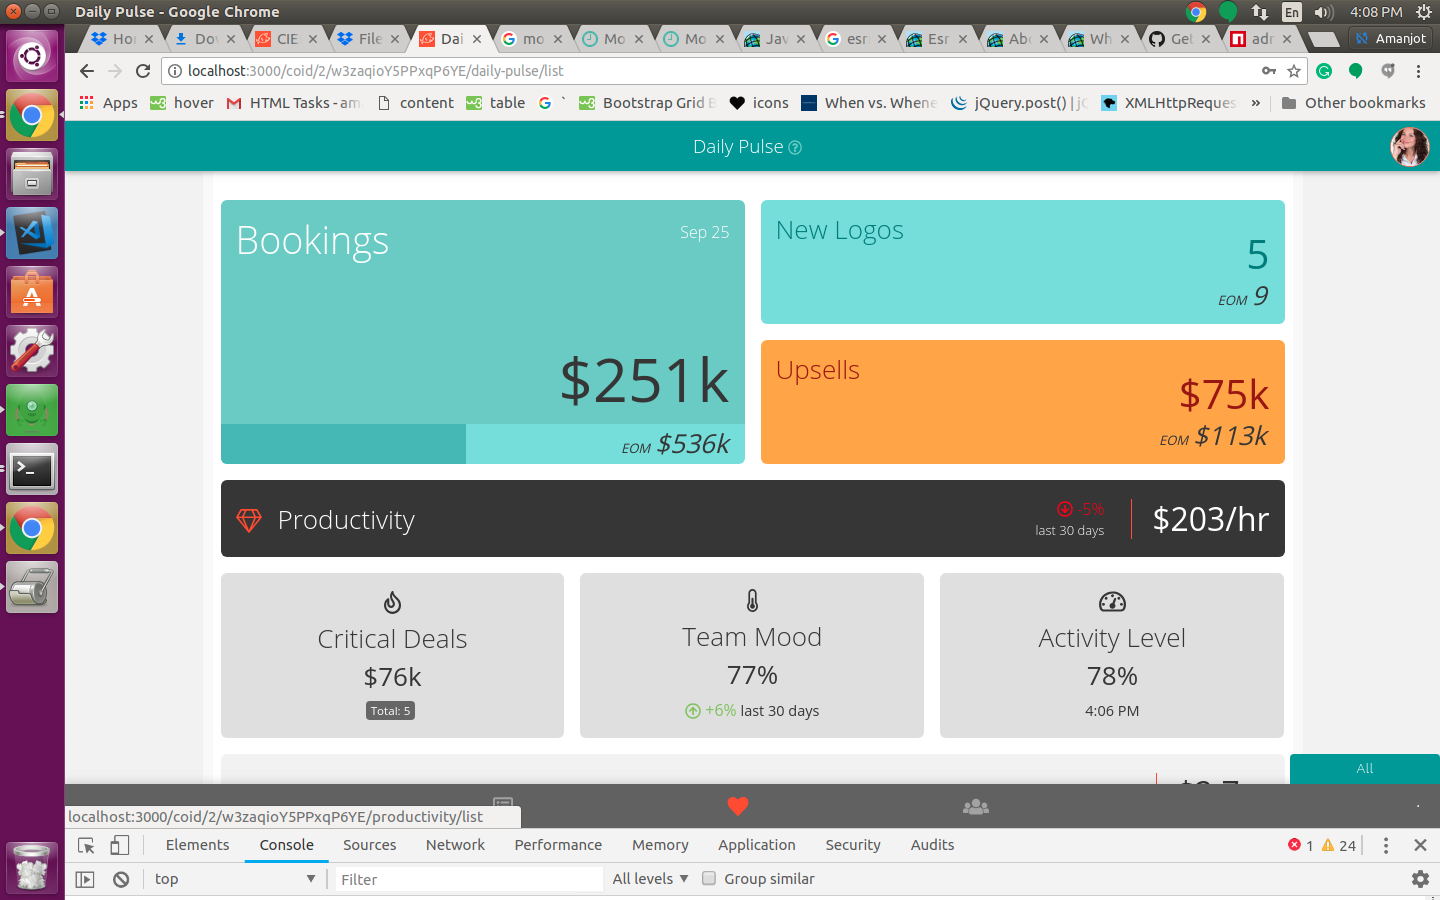 Daily Pulse - Google Chrome
En
4:08 PM
Ho
Do
CIE
File
Dai
mo
Mo
Mo
Jav
esr
Esr
Abo
Wh
Get
adr
Amanjot
localhost:3000/coid/2/w3zaqioY5PPxqP6YE/daily-pulse/list
Apps
hover
HTML Tasks - am
content
table
`
Bootstrap Grid B
icons
When vs. Whene
jQuery.post() | jQ
XMLHttpReques
»
Other bookmarks
Daily Pulse ?
Bookings
Sep 25
$251k
EOM $536k
New Logos
5
EOM 9
Upsells
$75k
EOM $113k
Productivity
-5%
last 30 days
$203/hr
Critical Deals
$76k
Total: 5
Team Mood
77%
+6% last 30 days
Activity Level
78%
4:06 PM
All
localhost:3000/coid/2/w3zaqioY5PPxqP6YE/productivity/list
Elements
Console
Sources
Network
Performance
Memory
Application
Security
Audits
1
24
top
Filter
All levels
Group similar